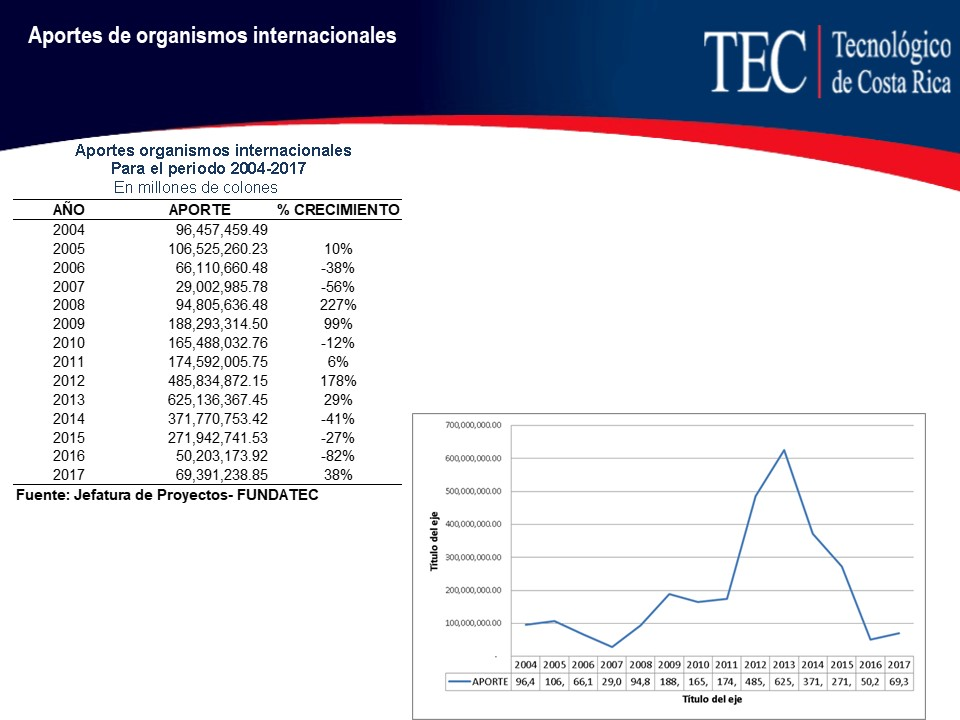 Aportes de organismos internacionales
TEC | Tecnológico
de Costa Rica
Aportes organismos internacionales
Para el periodo 2004-2017
En millones de colones
AÑO APORTE % CRECIMIENTO
2004 96,457,459.49
2005 106,525,260.23 10%
2006 66,110,660.48 -38%
2007 29,002,985.78 -56%
2008 94,805,636.48 227%
2009 188,293,314.50 99%
2010 165,488,032.76 -12%
2011 174,592,005.75 6%
2012 485,834,872.15 178%
2013 625,136,367.45 29%
2014 371,770,753.42 -41%
2015 271,942,741.53 -27%
2016 50,203,173.92 -82%
2017 69,391,238.85 38%
Fuente: Jefatura de Proyectos- FUNDATEC
700,000,000.00
600,000,000.00
500,000,000.00
400,000,000.00
300,000,000.00
200,000,000.00
100,000,000.00
-
Título del eje
2004 2005 2006 2007 2008 2009 2010 2011 2012 2013 2014 2015 2016 2017
APORTE 96,4 106, 66,1 29,0 94,8 188, 165, 174, 485, 625, 371, 271, 50,2 69,3
Título del eje